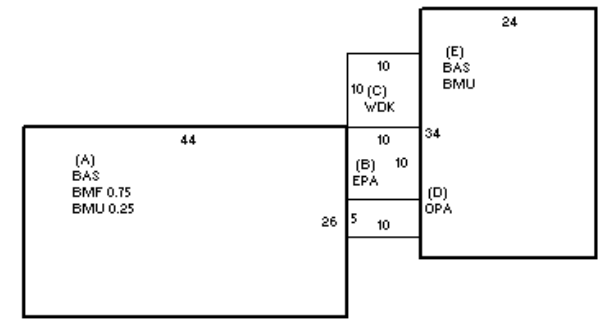 24
(E)
BAS
BMU
10
10 (C)
WDK
44
(A)
BAS
BMF 0.75
BMU 0.25
10
34
(B) 10
EPA
(D)
OPA
26
5
10